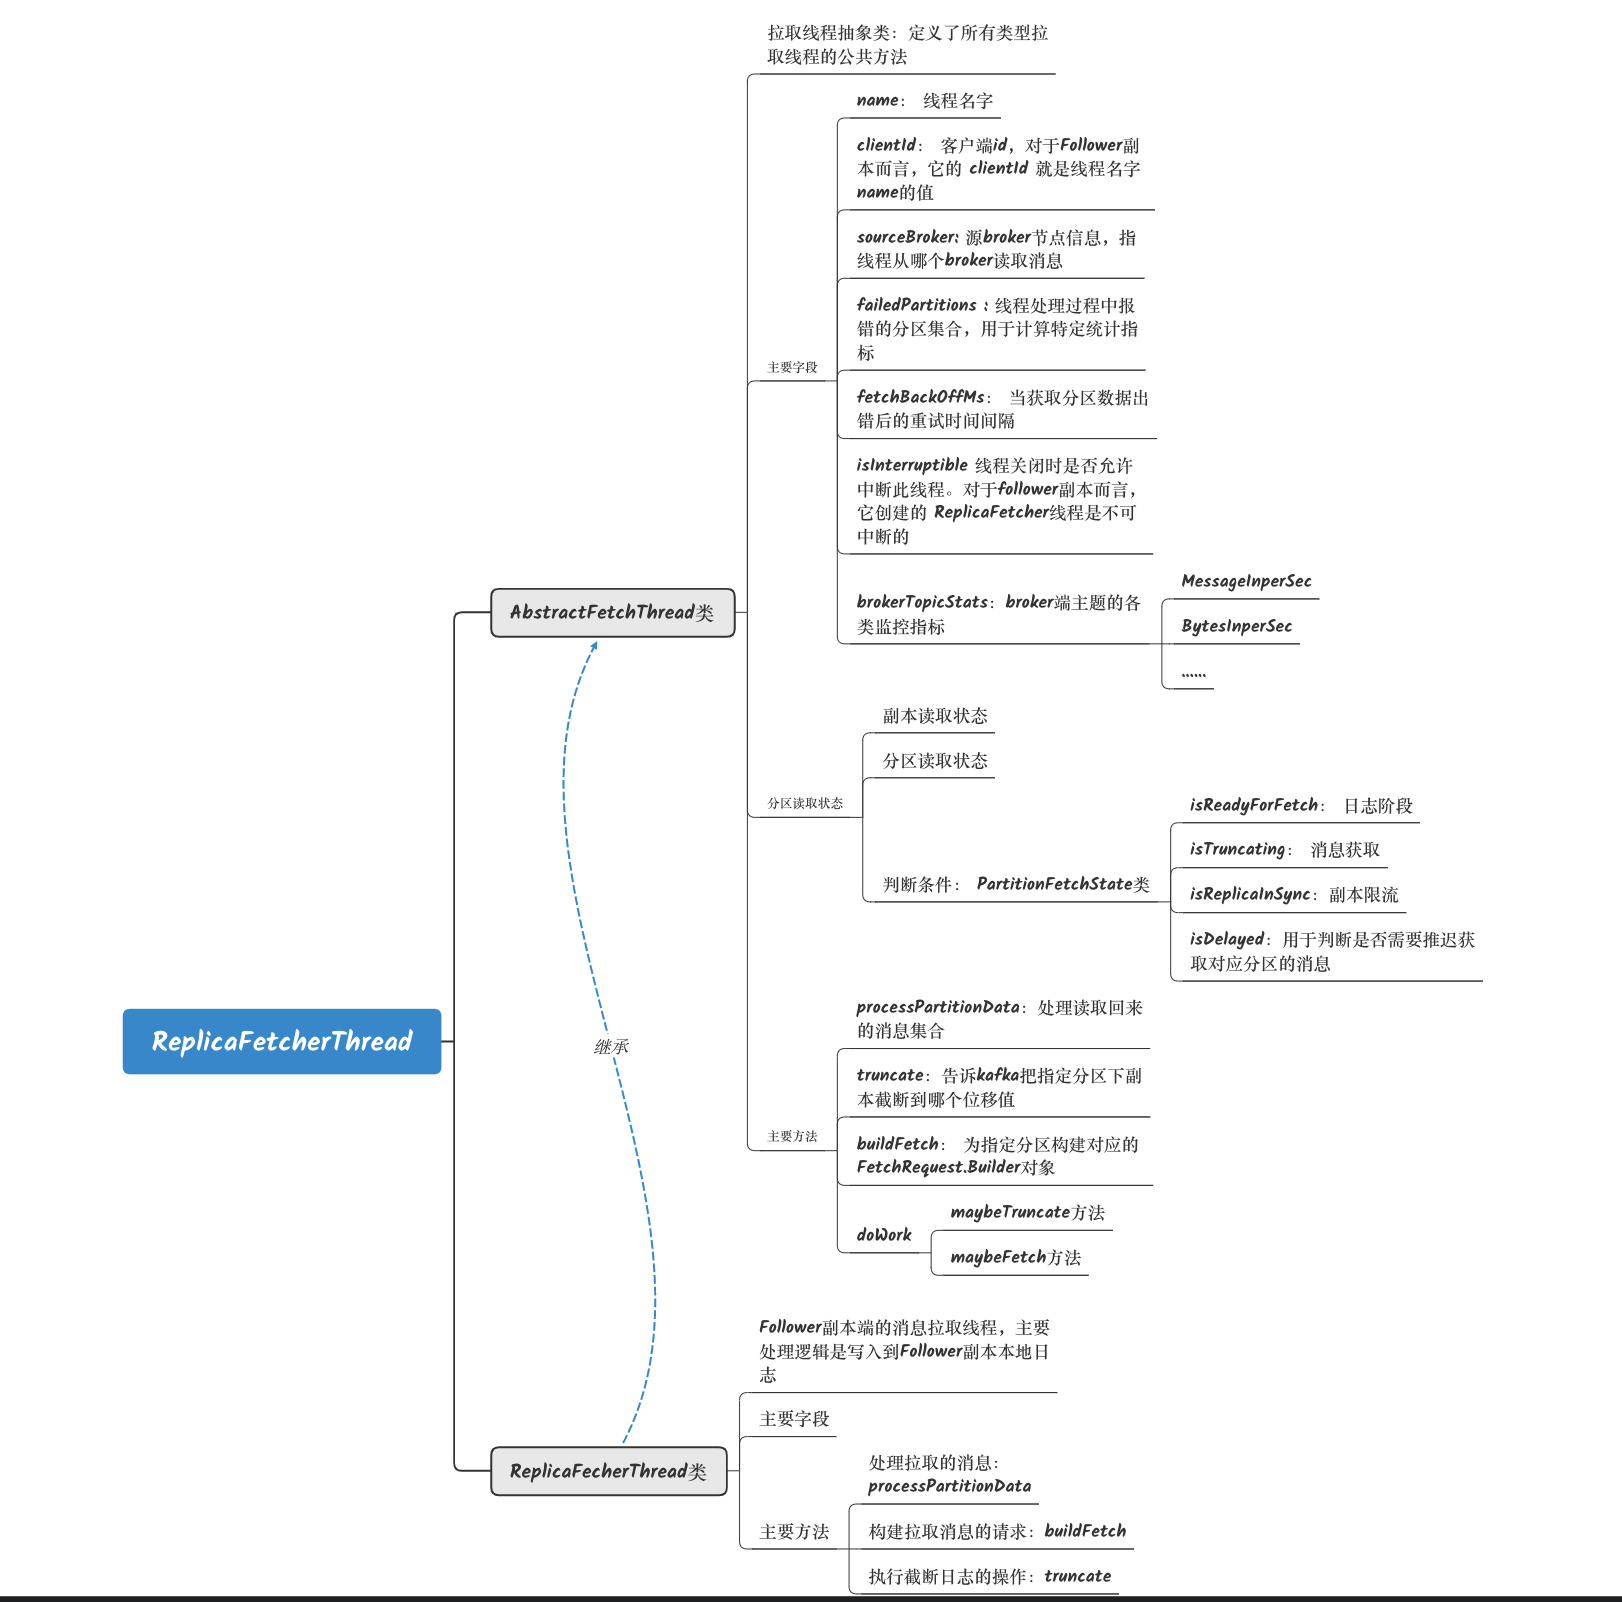 拉取线程抽象类：定义了所有类型拉
取线程的公共方法
name： 线程名字
clientId： 客户端id，对于Follower副
本而言，它的 clientId 就是线程名字
name的值
sourceBroker: 源broker节点信息，指
线程从哪个broker读取消息
failedPartitions : 线程处理过程中报
错的分区集合，用于计算特定统计指
标
主要字段
fetchBackOffMs： 当获取分区数据出
错后的重试时间间隔
isInterruptible 线程关闭时是否允许
中断此线程。对于follower副本而言，
它创建的 ReplicaFetcher线程是不可
中断的
MessageInperSec
brokerTopicStats：broker端主题的各
类监控指标
BytesInperSec
......
AbstractFetchThread类
副本读取状态
分区读取状态
分区读取状态
判断条件： PartitionFetchState类
isReadyForFetch： 日志阶段
isTruncating： 消息获取
isReplicaInSync：副本限流
isDelayed：用于判断是否需要推迟获
取对应分区的消息
processPartitionData：处理读取回来
的消息集合
ReplicaFetcherThread
继承
truncate：告诉kafka把指定分区下副
本截断到哪个位移值
主要方法
buildFetch： 为指定分区构建对应的
FetchRequest.Builder对象
doWork
maybeTruncate方法
maybeFetch方法
Follower副本端的消息拉取线程，主要
处理逻辑是写入到Follower副本本地日
志
主要字段
ReplicaFecherThread类
处理拉取的消息：
processPartitionData
主要方法
构建拉取消息的请求：buildFetch
执行截断日志的操作：truncate